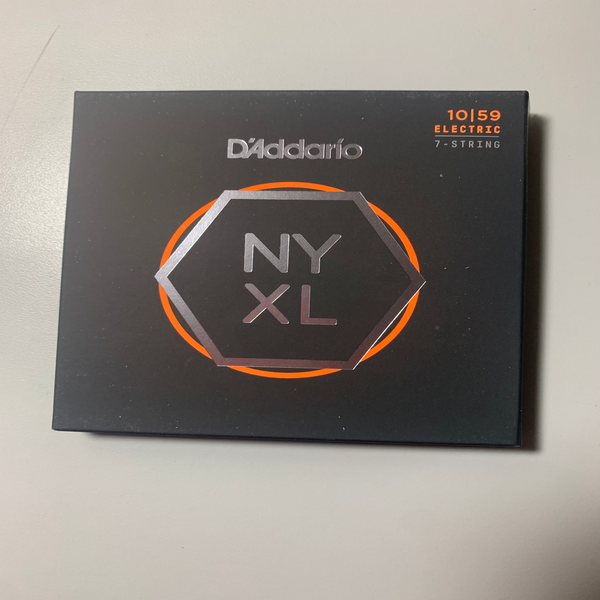 10|59
ELECTRIC
7-STRING
D'Addario
NY
XL